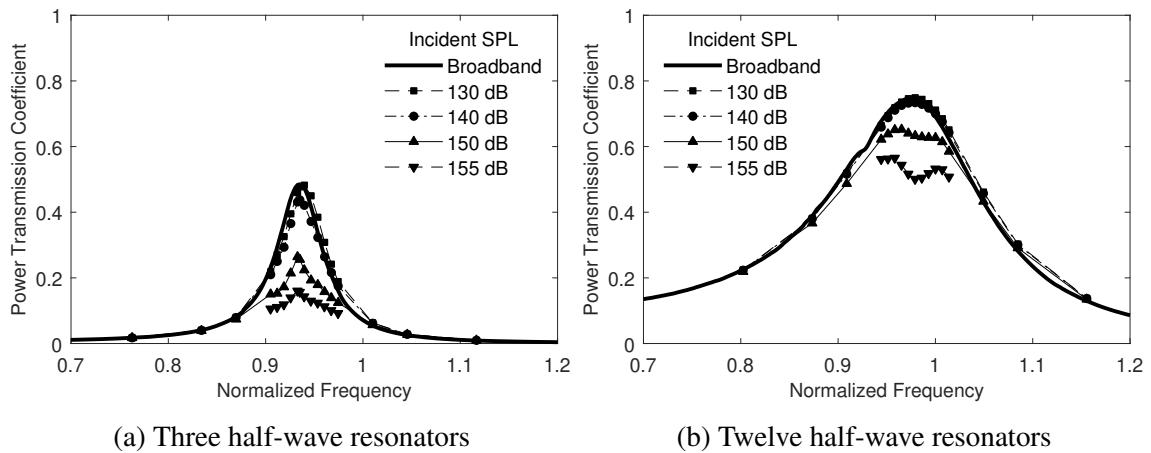 1
0.8
0.6
0.4
0.2
0
Power Transmission Coefficient
Incident SPL
Broadband
130 dB
140 dB
150 dB
155 dB
0.7 0.8 0.9 1 1.1 1.2
Normalized Frequency
(a) Three half-wave resonators
1
0.8
0.6
0.4
0.2
0
Power Transmission Coefficient
Incident SPL
Broadband
130 dB
140 dB
150 dB
155 dB
0.7 0.8 0.9 1 1.1 1.2
Normalized Frequency
(b) Twelve half-wave resonators